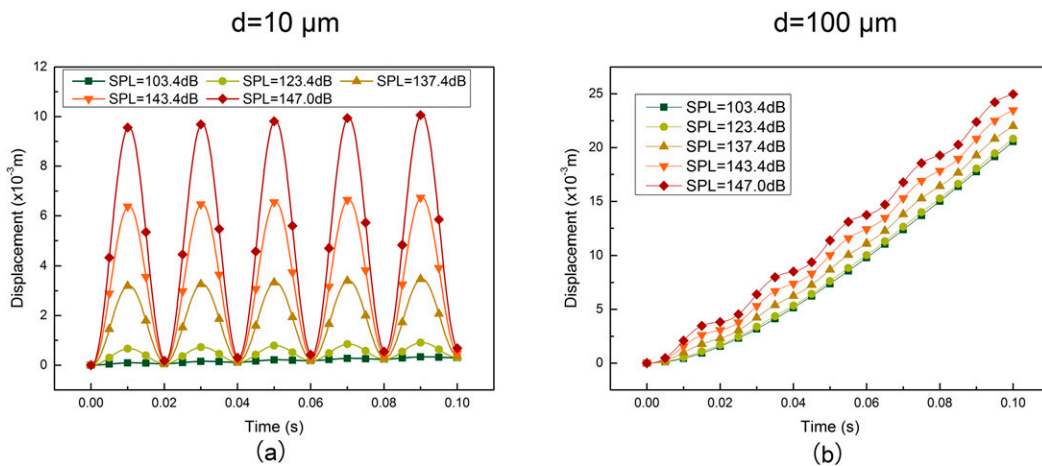 d=10 μm
12
10
8
6
4
2
0
SPL=103.4dB SPL=123.4dB SPL=137.4dB
SPL=143.4dB SPL=147.0dB
Displacement (x10⁻³m)
0.00 0.02 0.04 0.06 0.08 0.10
Time (s)
(a)
d=100 μm
25
20
15
10
5
0
SPL=103.4dB
SPL=123.4dB
SPL=137.4dB
SPL=143.4dB
SPL=147.0dB
Displacement (x10⁻³m)
0.00 0.02 0.04 0.06 0.08 0.10
Time (s)
(b)